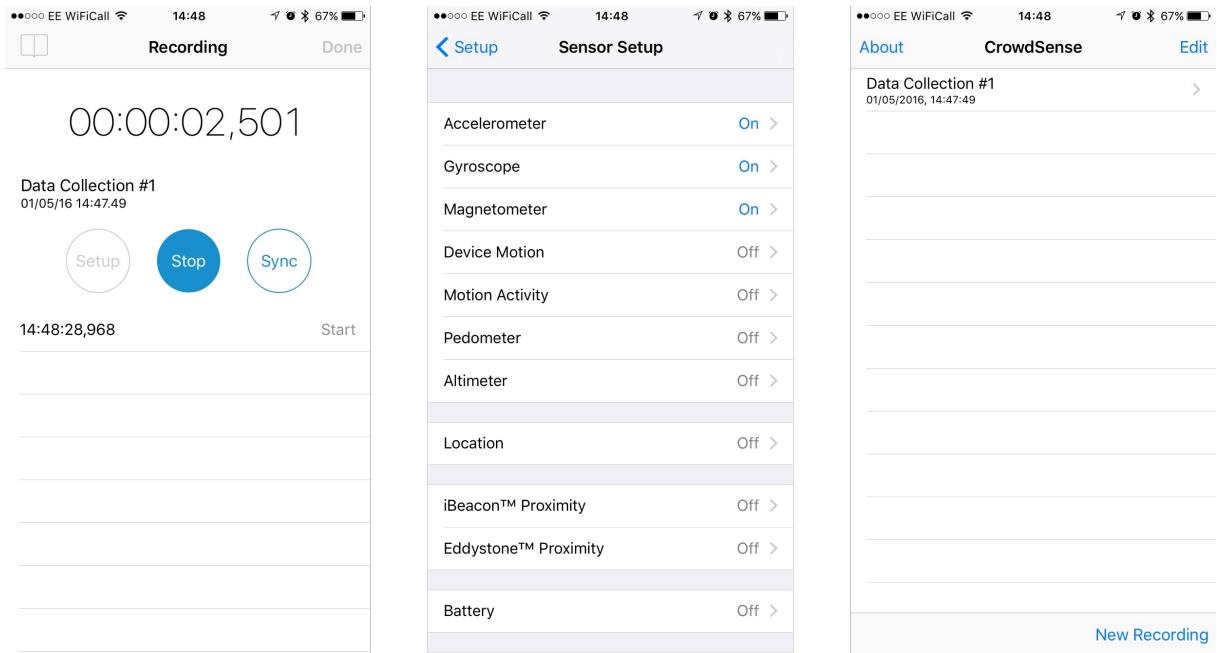 EE WiFiCall 14:48 67%
Recording Done
00:00:02,501
Data Collection #1
01/05/16 14:47.49
Setup Stop Sync
14:48:28,968 Start
EE WiFiCall 14:48 67%
Setup Sensor Setup
Accelerometer On
Gyroscope On
Magnetometer On
Device Motion Off
Motion Activity Off
Pedometer Off
Altimeter Off
Location Off
iBeacon™ Proximity Off
Eddystone™ Proximity Off
Battery Off
EE WiFiCall 14:48 67%
About CrowdSense Edit
Data Collection #1
01/05/2016, 14:47:49
New Recording